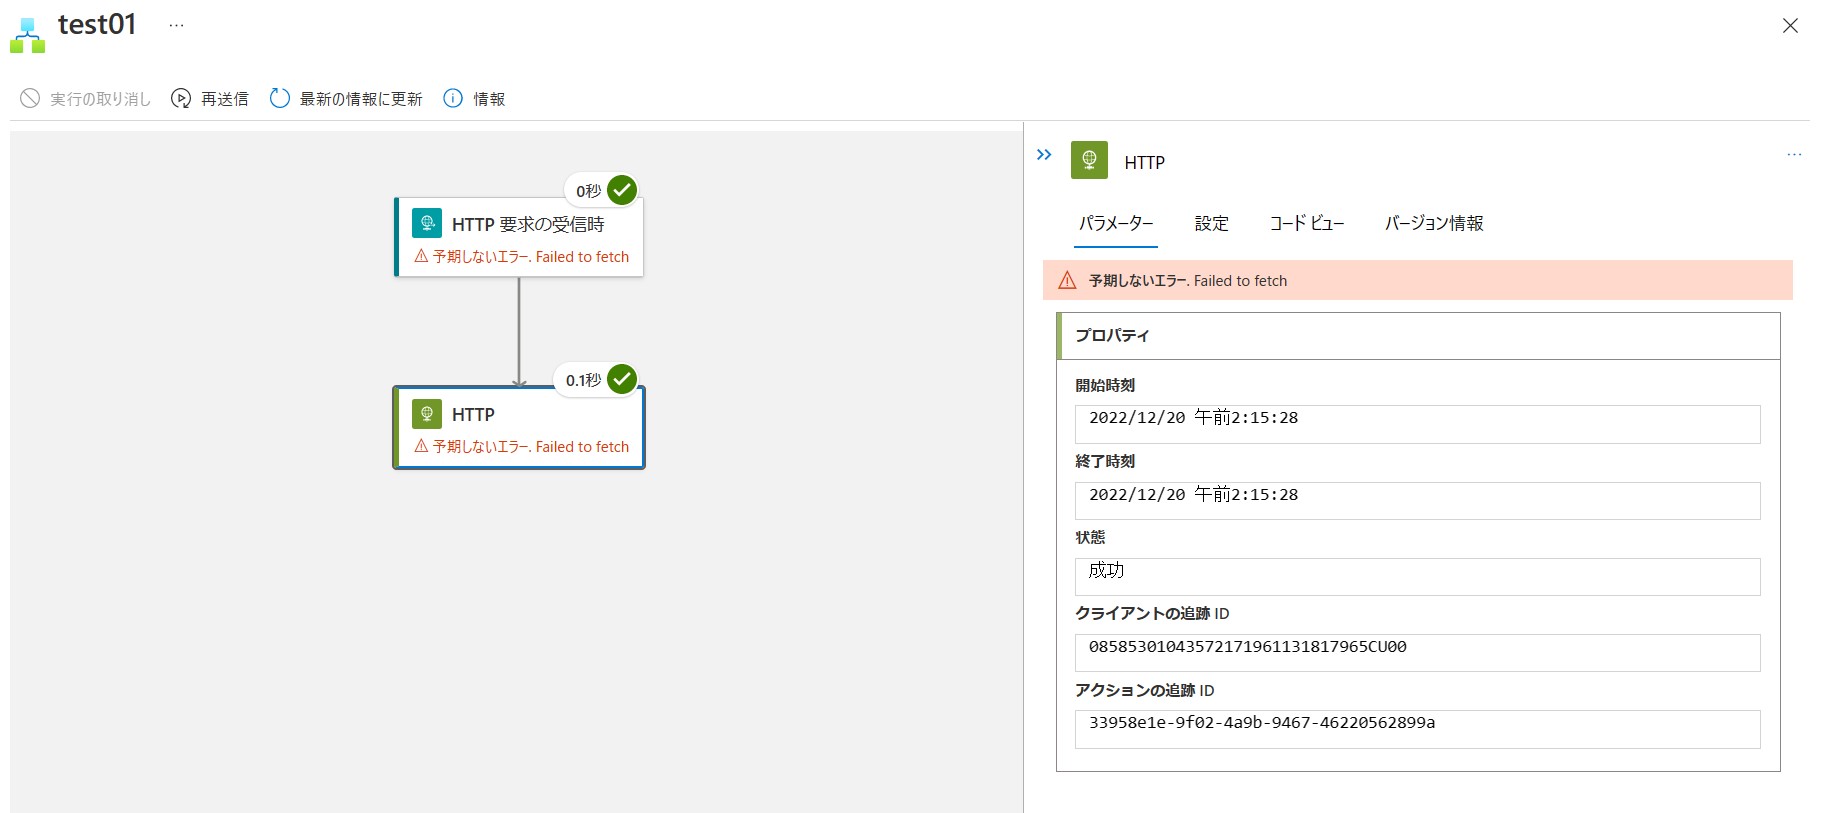 test01 ...
実行の取り消し 再送信 最新の情報に更新 情報
0秒
HTTP 要求の受信時
予期しないエラー. Failed to fetch
0.1秒
HTTP
予期しないエラー. Failed to fetch
HTTP ...
パラメーター 設定 コード ビュー バージョン情報
予期しないエラー. Failed to fetch
プロパティ
開始時刻
2022/12/20 午前2:15:28
終了時刻
2022/12/20 午前2:15:28
状態
成功
クライアントの追跡 ID
08585301043572171961131817965CU00
アクションの追跡 ID
33958e1e-9f02-4a9b-9467-46220562899a